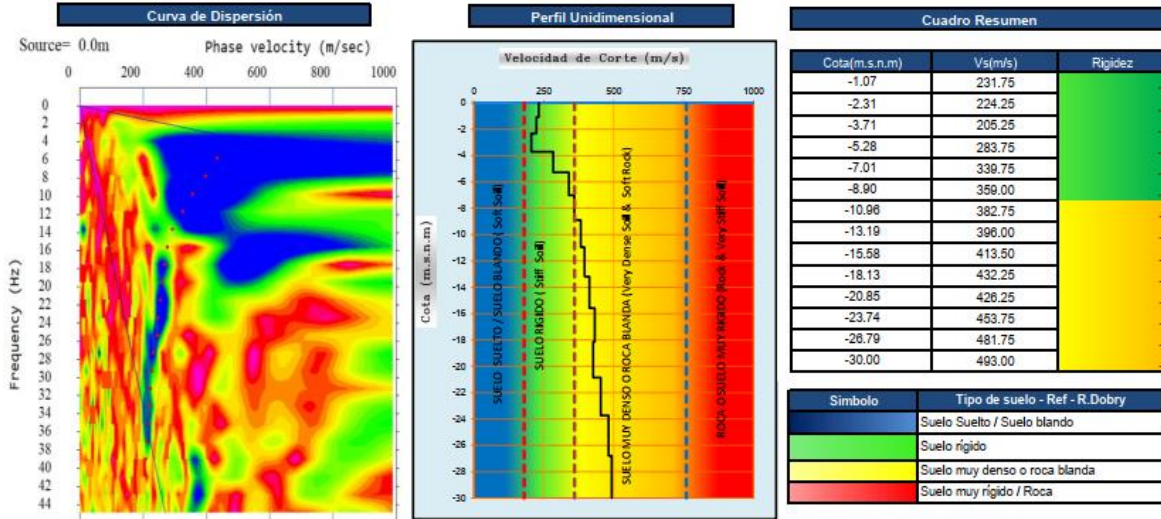 Curva de Dispersión
Source= 0.0m
Phase velocity (m/sec)
0 200 400 600 800 1000
Frequency (Hz)
0
2
4
6
8
10
12
14
16
18
20
22
24
26
28
30
32
34
36
38
40
42
44
Perfil Unidimensional
Velocidad de Corte (m/s)
0 250 500 750 1000
Cota (m.s.n.m)
0
-2
-4
-6
-8
-10
-12
-14
-16
-18
-20
-22
-24
-26
-28
-30
SUELO SUELTO / SUELO BLANDO ( Soft Soill)
SUELO RIGIDO ( Stiff Soill)
SUELO MUY DENSO O ROCA BLANDA (Very Dense Soill & Soft Rock)
ROCA O SUELO MUY RIGIDO (Rock & Very Stiff Soil)
Cuadro Resumen
Cota(m.s.n.m) Vs(m/s) Rigidez
-1.07 231.75
-2.31 224.25
-3.71 205.25
-5.28 283.75
-7.01 339.75
-8.90 359.00
-10.96 382.75
-13.19 396.00
-15.58 413.50
-18.13 432.25
-20.85 426.25
-23.74 453.75
-26.79 481.75
-30.00 493.00
Simbolo Tipo de suelo - Ref - R.Dobry
Suelo Suelto / Suelo blando
Suelo rígido
Suelo muy denso o roca blanda
Suelo muy rígido / Roca